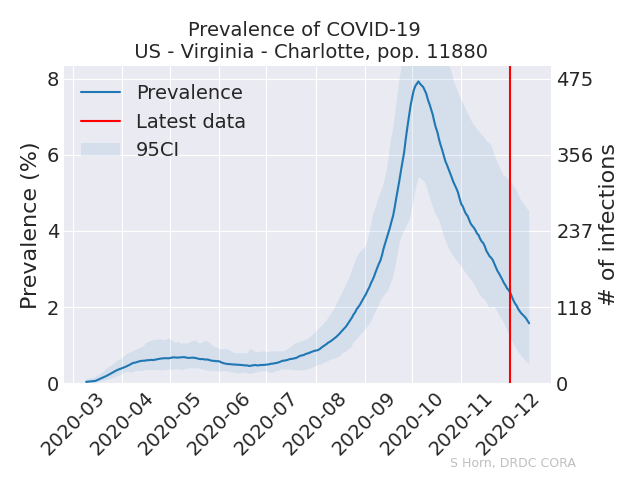 Prevalence of COVID-19
US - Virginia - Charlotte, pop. 11880
Prevalence
Latest data
95CI
Prevalence (%)
8
6
4
2
0
475
356
237
118
0
# of infections
2020-03
2020-04
2020-05
2020-06
2020-07
2020-08
2020-09
2020-10
2020-11
2020-12
S Horn, DRDC CORA